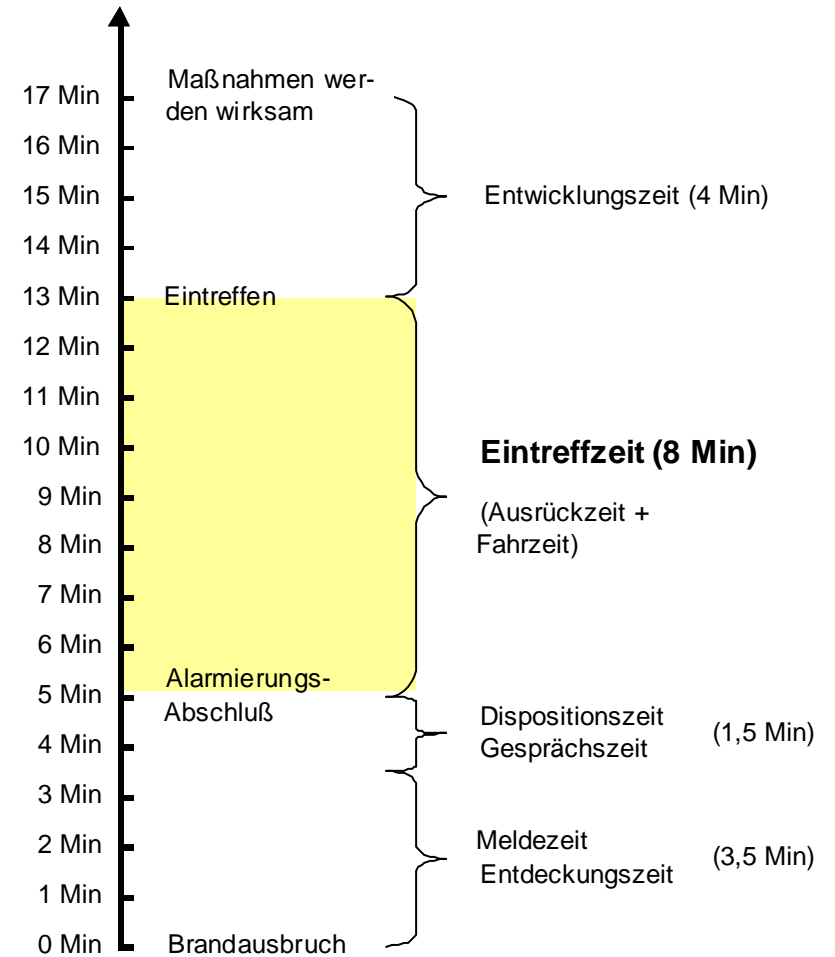 17 Min
Maßnahmen wer-
den wirksam
16 Min
15 Min
Entwicklungszeit (4 Min)
14 Min
13 Min
Eintreffen
12 Min
11 Min
10 Min
Eintreffzeit (8 Min)
9 Min
(Ausrückzeit +
Fahrzeit)
8 Min
7 Min
6 Min
Alarmierungs-
Abschluß
5 Min
Dispositionszeit
Gesprächszeit
(1,5 Min)
4 Min
3 Min
2 Min
Meldezeit
Entdeckungszeit
(3,5 Min)
1 Min
0 Min
Brandausbruch